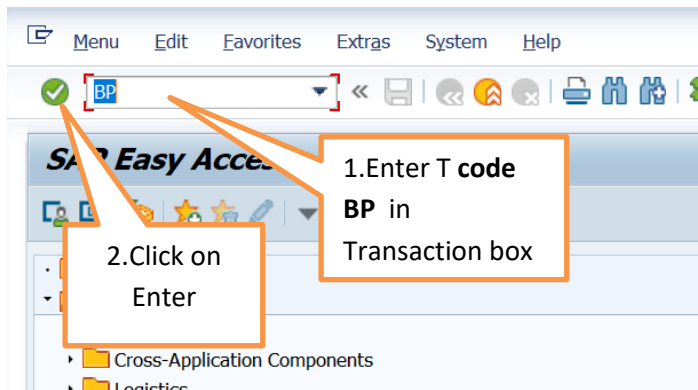 Menu Edit Favorites Extras System Help
BP
SAP Easy Access
1.Enter T code
BP in
Transaction box
2.Click on
Enter
Cross-Application Components
Logistics